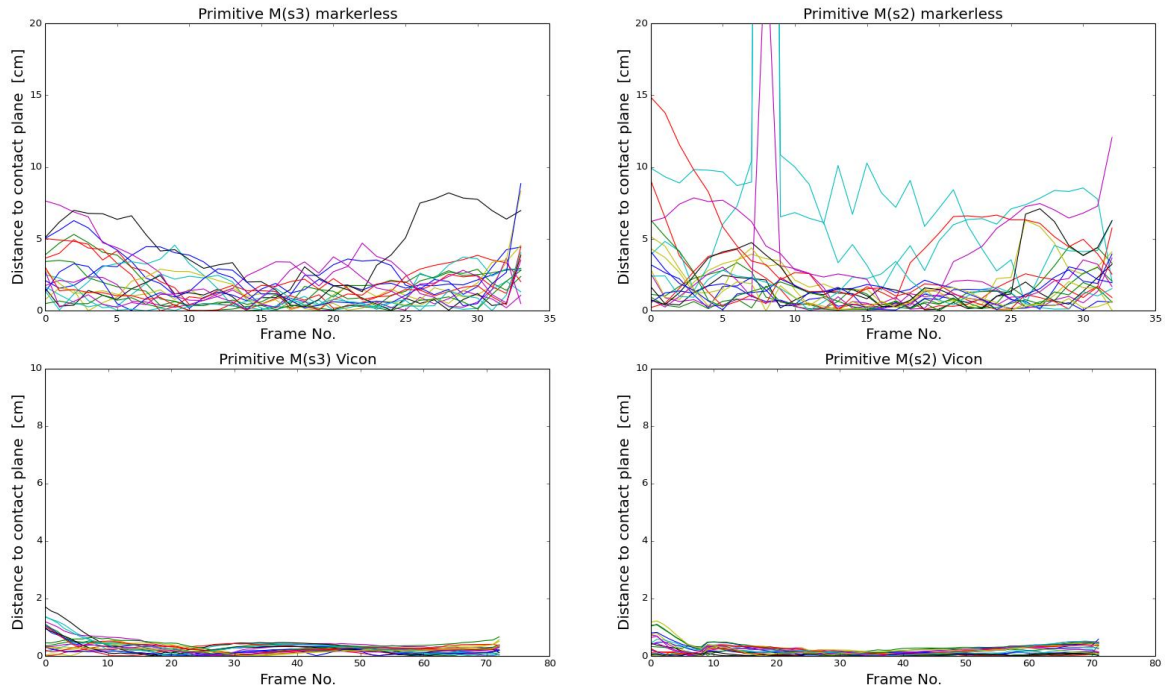 Primitive M(s3) markerless
20
15
10
5
0
Distance to contact plane [cm]
0 5 10 15 20 25 30 35
Frame No.
Primitive M(s2) markerless
20
15
10
5
0
Distance to contact plane [cm]
0 5 10 15 20 25 30 35
Frame No.
Primitive M(s3) Vicon
10
8
6
4
2
0
Distance to contact plane [cm]
0 10 20 30 40 50 60 70 80
Frame No.
Primitive M(s2) Vicon
10
8
6
4
2
0
Distance to contact plane [cm]
0 10 20 30 40 50 60 70 80
Frame No.